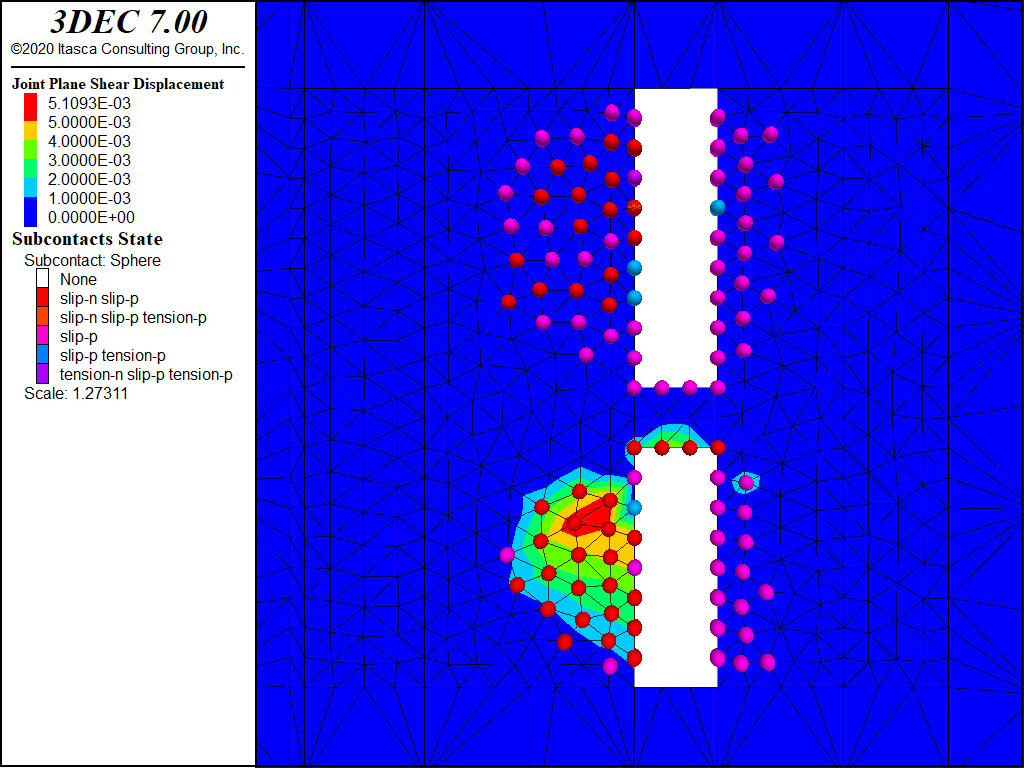 3DEC 7.00
©2020 Itasca Consulting Group, Inc.
Joint Plane Shear Displacement
5.1093E-03
5.0000E-03
4.0000E-03
3.0000E-03
2.0000E-03
1.0000E-03
0.0000E+00
Subcontacts State
Subcontact: Sphere
None
slip-n slip-p
slip-n slip-p tension-p
slip-p
slip-p tension-p
tension-n slip-p tension-p
Scale: 1.27311